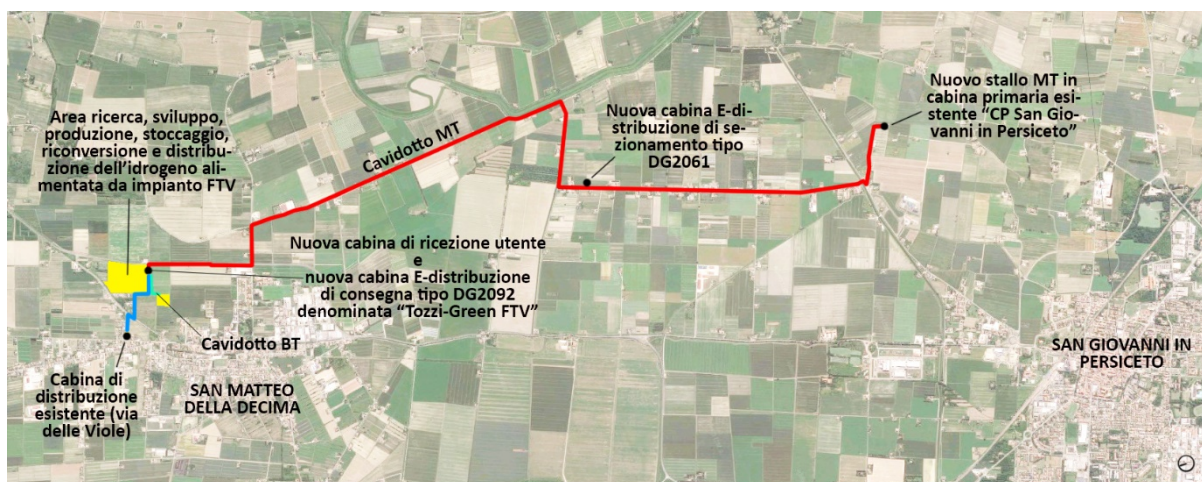 Area ricerca, sviluppo,
produzione, stoccaggio,
riconversione e distribu-
zione dell'idrogeno ali-
mentata da impianto FTV
Cavidotto MT
Nuova cabina E-di-
stribuzione di se-
zionamento tipo
DG2061
Nuovo stallo MT in
cabina primaria esi-
stente “CP San Gio-
vanni in Persiceto”
Nuova cabina di ricezione utente
e
nuova cabina E-distribuzione
di consegna tipo DG2092
denominata “Tozzi-Green FTV”
Cavidotto BT
Cabina di
distribuzione
esistente (via
delle Viole)
SAN MATTEO
DELLA DECIMA
SAN GIOVANNI IN
PERSICETO